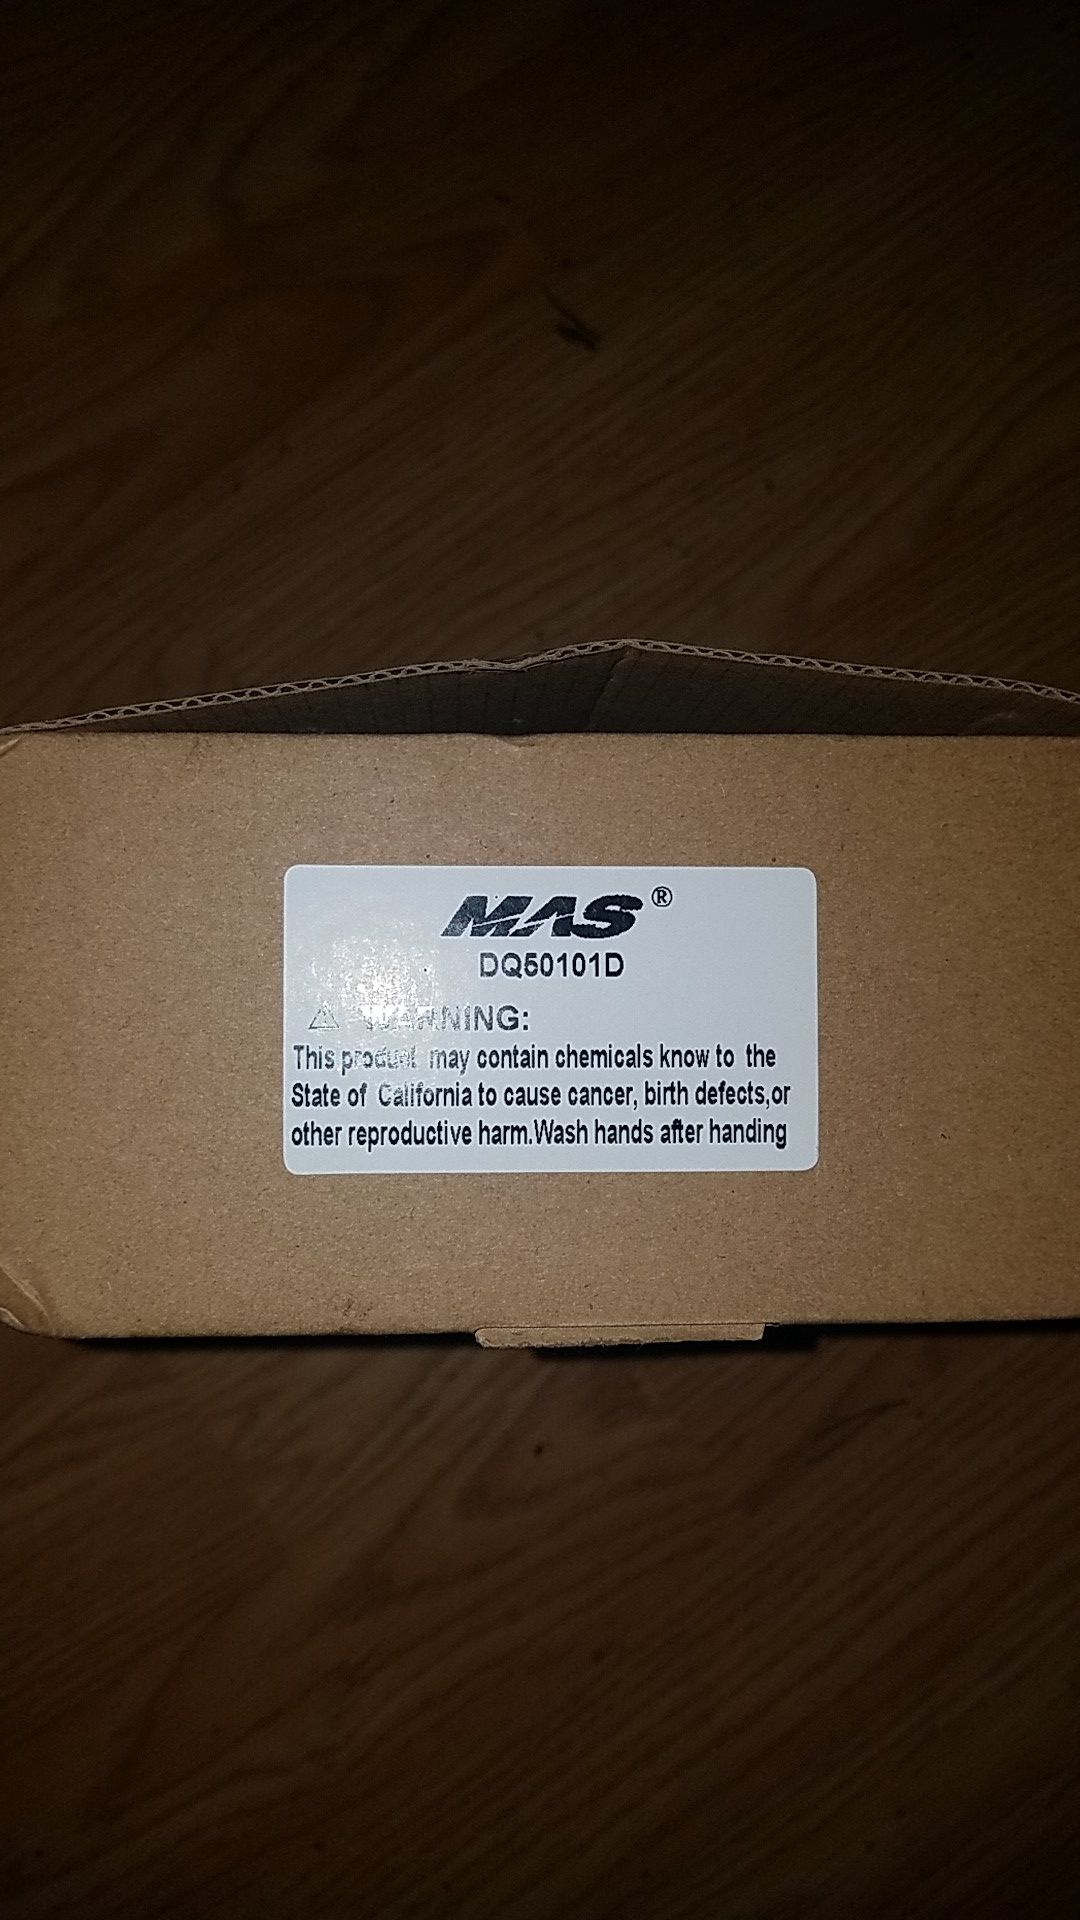 MAS®
DQ50101D
⚠ WARNING:
This product may contain chemicals know to the
State of California to cause cancer, birth defects,or
other reproductive harm.Wash hands after handing